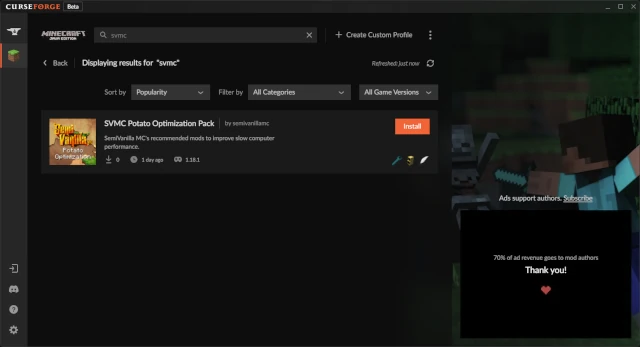 CURSEFORGE Beta
MINECRAFT
JAVA EDITION
svmc
+ Create Custom Profile
Back Displaying results for "svmc"
Refreshed: just now
Sort by Popularity Filter by All Categories All Game Versions
SVMC Potato Optimization Pack by semivanillamc
Install
SemiVanilla MC's recommended mods to improve slow computer
performance.
0 1 day ago 1.18.1
Semi
Vanilla
Potato
Optimization
Ads support authors. Subscribe
70% of ad revenue goes to mod authors
Thank you!